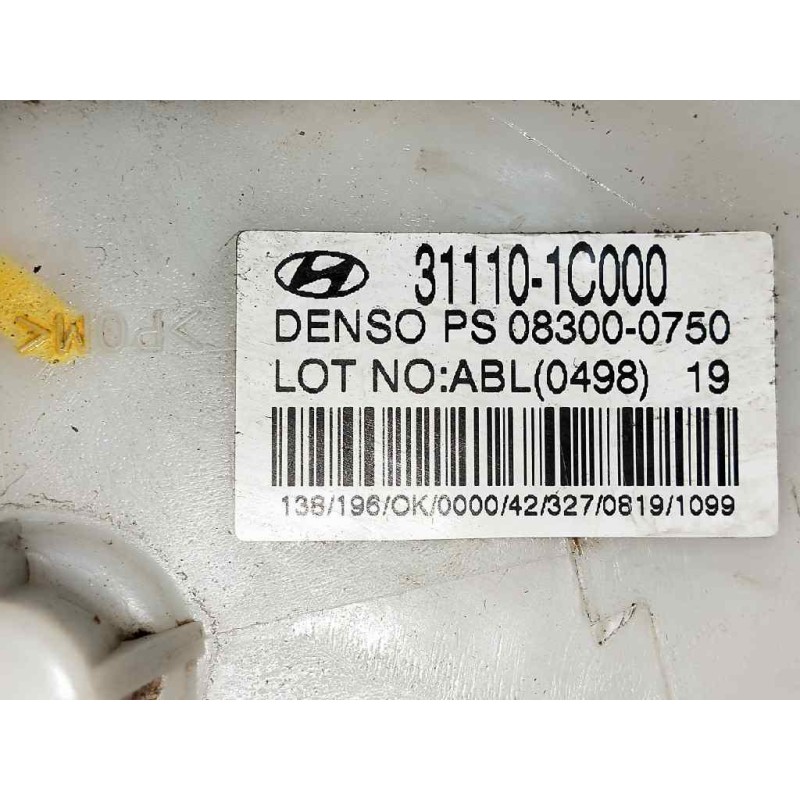 31110-1C000
DENSO PS 08300-0750
LOT NO:ABL(0498) 19
138/196/OK/0000/42/327/0819/1099
>POM<